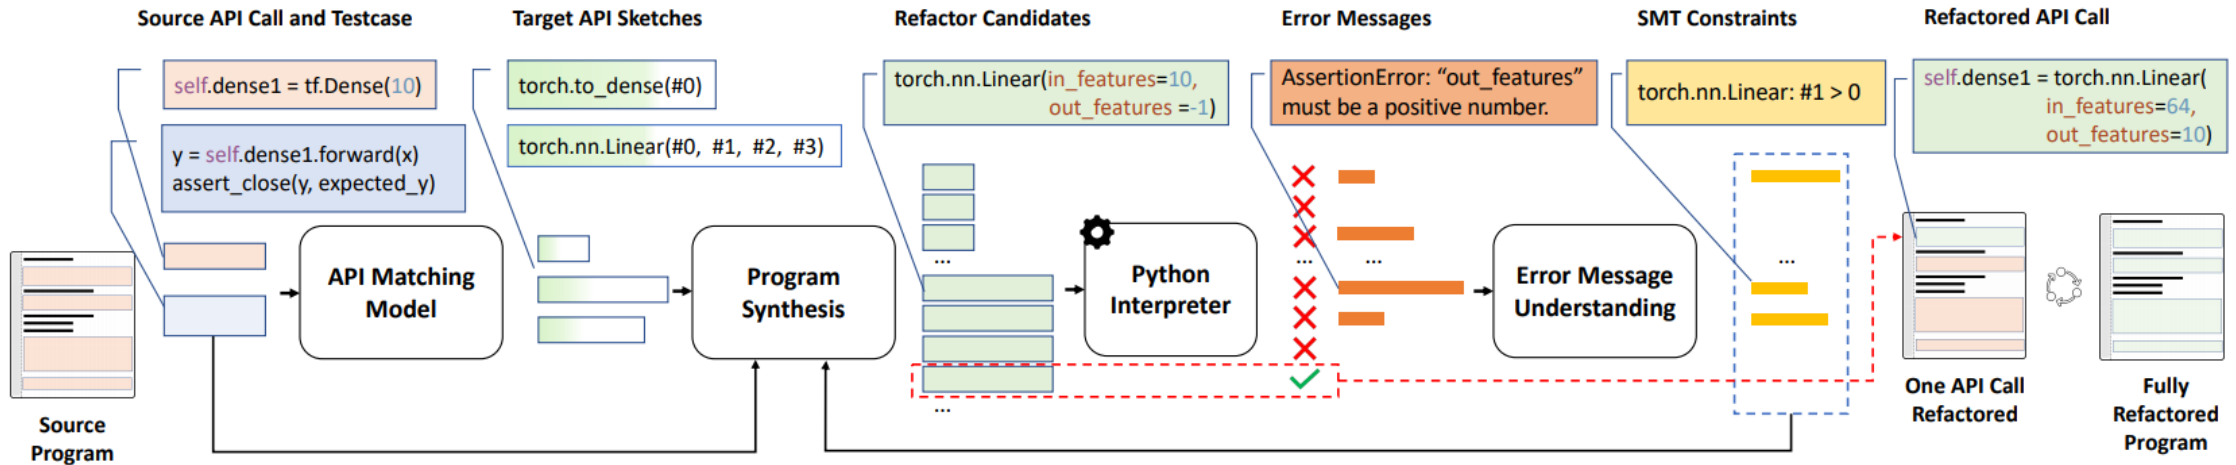 Source API Call and Testcase
Target API Sketches
Refactor Candidates
Error Messages
SMT Constraints
Refactored API Call
self.dense1 = tf.Dense(10)
y = self.dense1.forward(x)
assert_close(y, expected_y)
torch.to_dense(#0)
torch.nn.Linear(#0, #1, #2, #3)
torch.nn.Linear(in_features=10,
out_features =-1)
AssertionError: “out_features”
must be a positive number.
torch.nn.Linear: #1 > 0
self.dense1 = torch.nn.Linear(
in_features=64,
out_features=10)
API Matching
Model
Program
Synthesis
...
...
Python
Interpreter
...
...
Error Message
Understanding
...
Source
Program
One API Call
Refactored
Fully
Refactored
Program